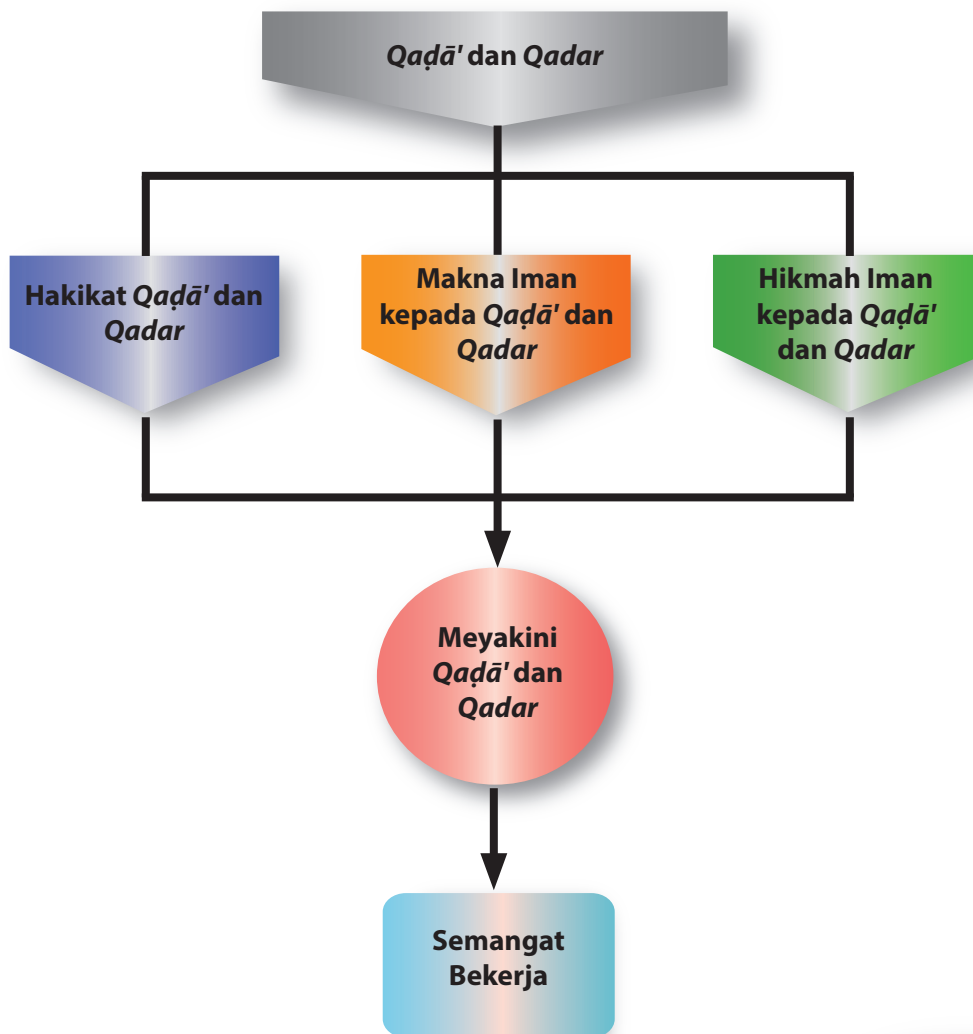 Qaḍā' dan Qadar
Hakikat Qaḍā' dan
Qadar
Makna Iman
kepada Qaḍā' dan
Qadar
Hikmah Iman
kepada Qaḍā'
dan Qadar
Meyakini
Qaḍā' dan
Qadar
Semangat
Bekerja